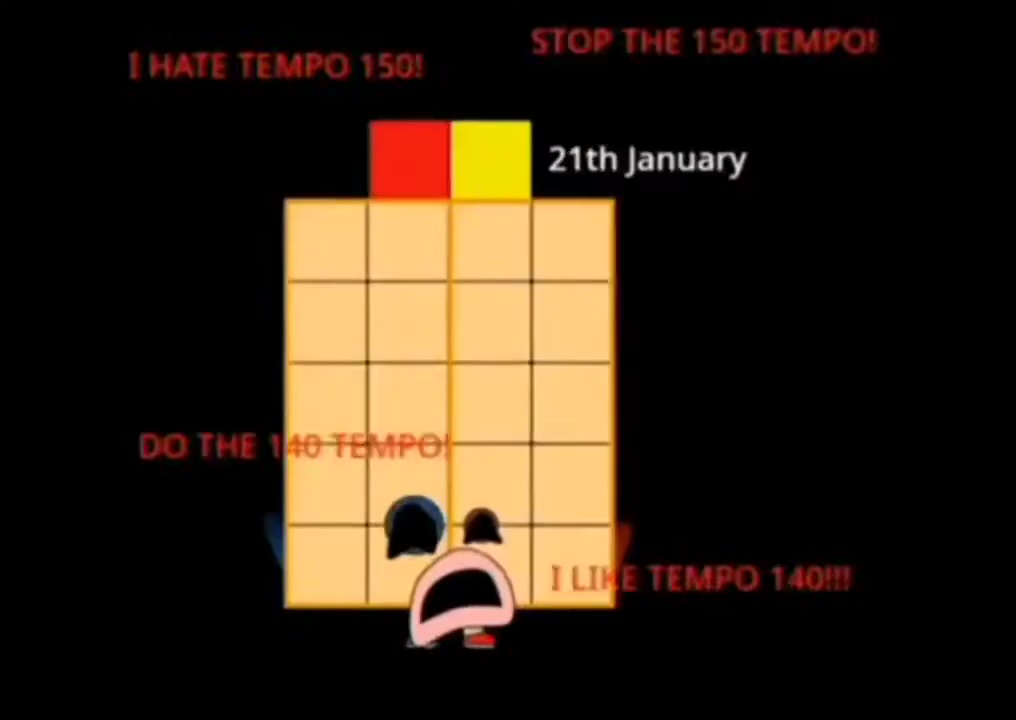 I HATE TEMPO 150!
STOP THE 150 TEMPO!
21th January
DO THE 140 TEMPO!
I LIKE TEMPO 140!!!